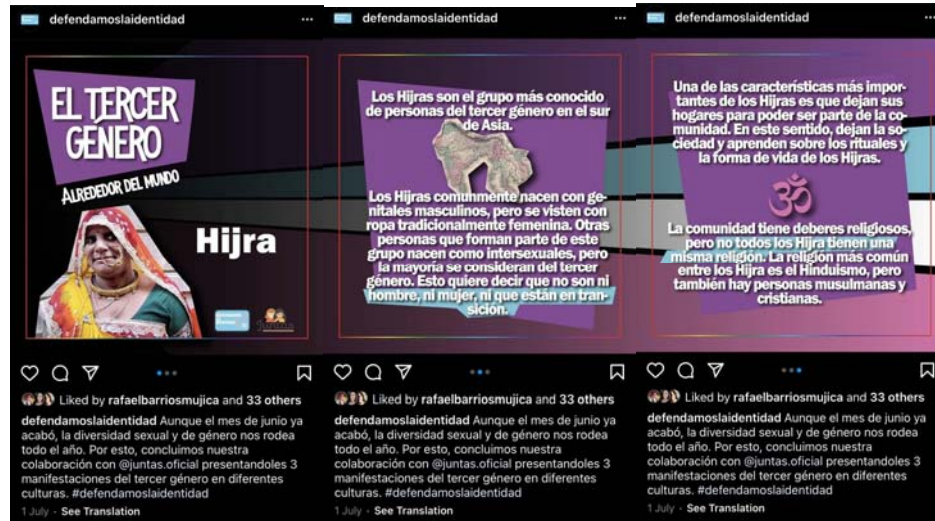 defendamoslaidentidad
EL TERCER
GÉNERO
ALREDEDOR DEL MUNDO
Hijra
Juntas
Liked by rafaelbarriosmujica and 33 others
defendamoslaidentidad Aunque el mes de junio ya
acabó, la diversidad sexual y de género nos rodea
todo el año. Por esto, concluimos nuestra
colaboración con @juntas.oficial presentandoles 3
manifestaciones del tercer género en diferentes
culturas. #defendamoslaidentidad
1 July · See Translation
defendamoslaidentidad
Los Hijras son el grupo más conocido
de personas del tercer género en el sur
de Asia.
Los Hijras comunmente nacen con ge-
nitales masculinos, pero se visten con
ropa tradicionalmente femenina. Otras
personas que forman parte de este
grupo nacen como intersexuales, pero
la mayoría se consideran del tercer
género. Esto quiere decir que no son ni
hombre, ni mujer, ni que están en tran-
sición.
Liked by rafaelbarriosmujica and 33 others
defendamoslaidentidad Aunque el mes de junio ya
acabó, la diversidad sexual y de género nos rodea
todo el año. Por esto, concluimos nuestra
colaboración con @juntas.oficial presentandoles 3
manifestaciones del tercer género en diferentes
culturas. #defendamoslaidentidad
1 July · See Translation
defendamoslaidentidad
Una de las características más impor-
tantes de los Hijras es que dejan sus
hogares para poder ser parte de la co-
munidad. En este sentido, dejan la so-
ciedad y aprenden sobre los rituales y
la forma de vida de los Hijras.
ॐ
La comunidad tiene deberes religiosos,
pero no todos los Hijra tienen una
misma religión. La religión más común
entre los Hijra es el Hinduismo, pero
también hay personas musulmanas y
cristianas.
Liked by rafaelbarriosmujica and 33 others
defendamoslaidentidad Aunque el mes de junio ya
acabó, la diversidad sexual y de género nos rodea
todo el año. Por esto, concluimos nuestra
colaboración con @juntas.oficial presentandoles 3
manifestaciones del tercer género en diferentes
culturas. #defendamoslaidentidad
1 July · See Translation